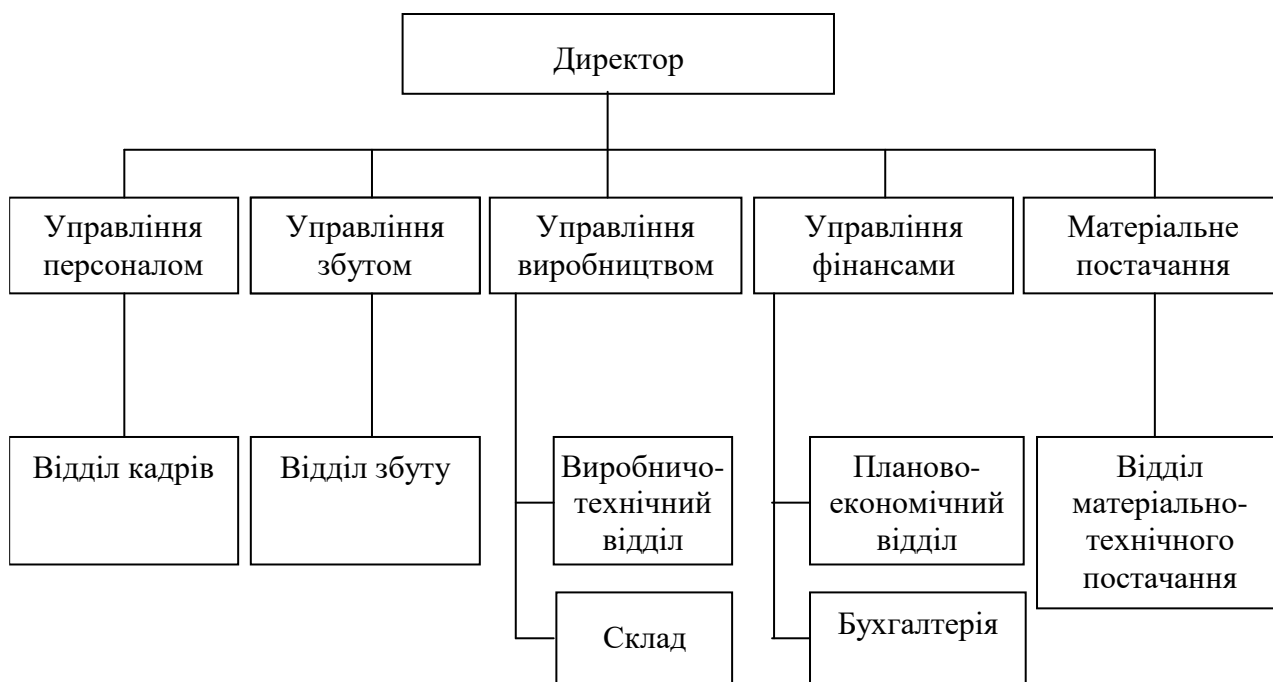 Директор
Управління
персоналом
Управління
збутом
Управління
виробництвом
Управління
фінансами
Матеріальне
постачання
Відділ кадрів
Відділ збуту
Виробничо-
технічний
відділ
Планово-
економічний
відділ
Відділ
матеріально-
технічного
постачання
Склад
Бухгалтерія